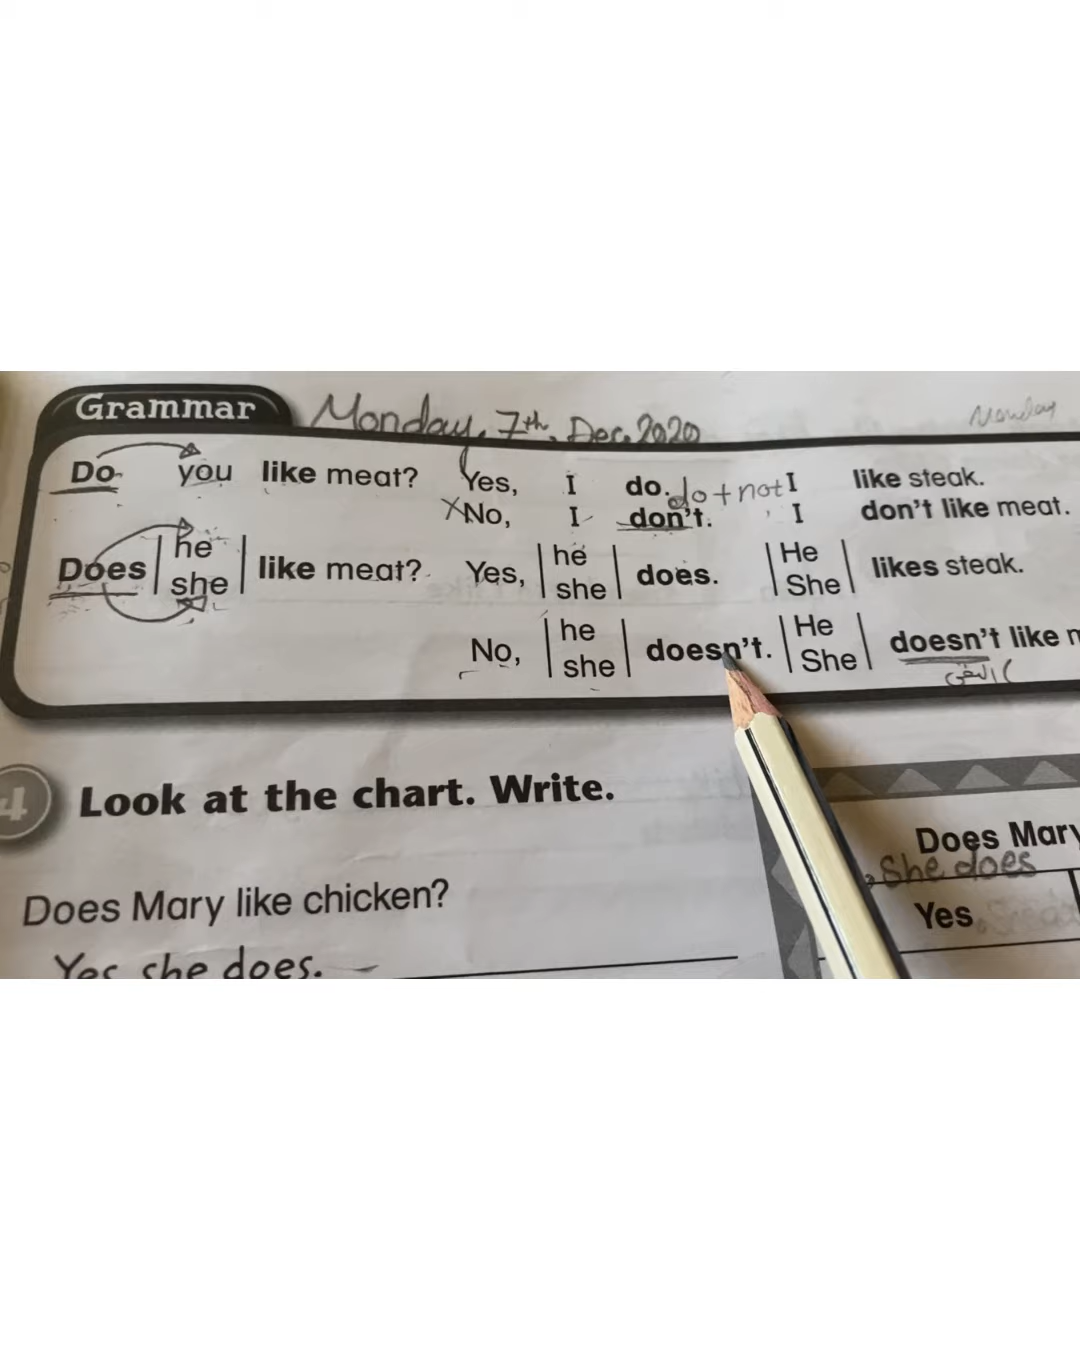 Grammar Monday, 7th, Dec. 2020 Monday
Do you like meat? Yes, I do. do + not I like steak.
No, I don't. I don't like meat.
Does he she like meat? Yes, he she does. He She likes steak.
No, he she doesn't. He She doesn't like
النفي
4 Look at the chart. Write.
Does Mary
She does
Does Mary like chicken?
Yes
Yes she does.